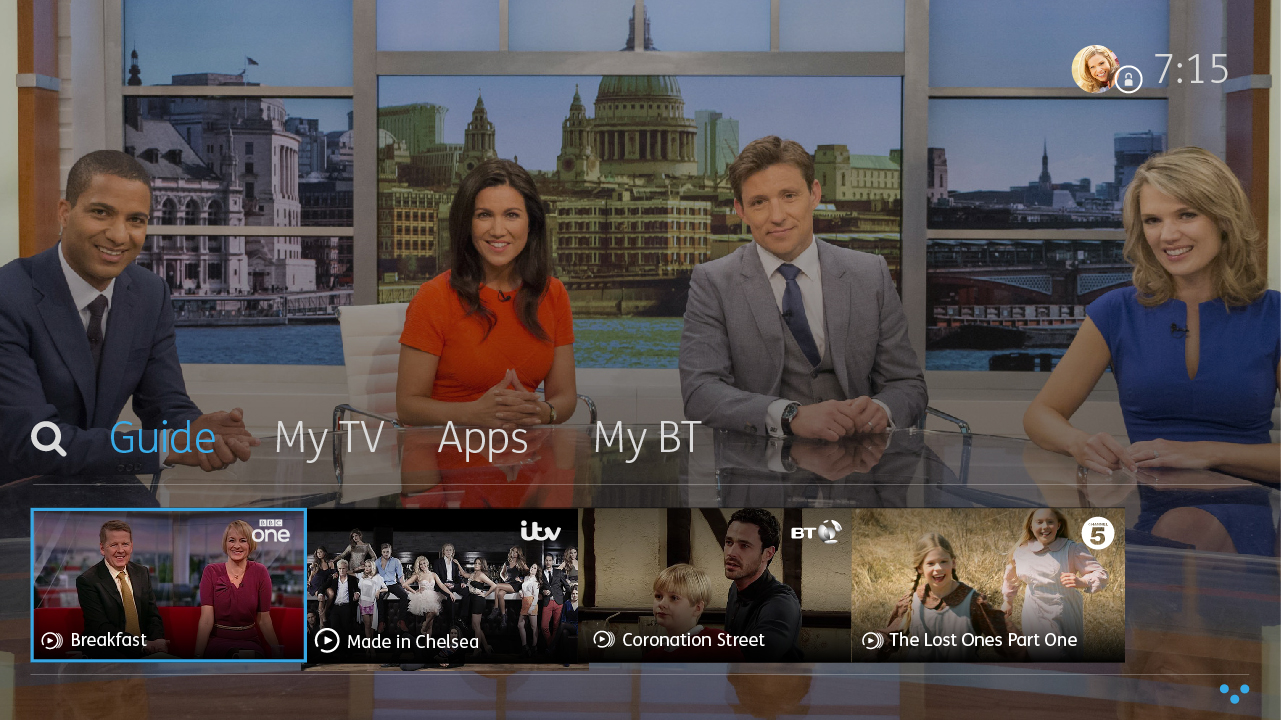 7:15
Guide My TV Apps My BT
BBC
one
itv
BT
CHANNEL
5
Breakfast
Made in Chelsea
Coronation Street
The Lost Ones Part One